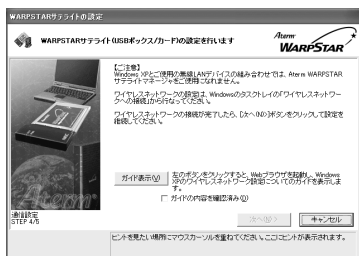 WARPSTARサテライトの設定
WARPSTARサテライト(USBボックス/カード)の設定を行います
Aterm
WARPSTAR
【ご注意】
Windows XPとご使用の無線LANデバイスの組み合わせでは、Aterm WARPSTAR
サテライトマネージャをご使用になれません。
ワイヤレスネットワークの設定は、Windowsのタスクトレイの「ワイヤレスネットワー
クへの接続」から行なってください。
ワイヤレスネットワークの接続が完了したら、[次へ(N)]ボタンをクリックして設定を
継続してください。
ガイド表示(V)
左のボタンをクリックすると、Webブラウザを起動し、Windows
XPのワイヤレスネットワーク設定についてのガイドを表示しま
す。
ガイドの内容を確認済み(D)
Aterm
通信設定
STEP 4/5
次へ(N)>
キャンセル
ヒントを見たい場所にマウスカーソルを重ねてください。ここにヒントが表示されます。